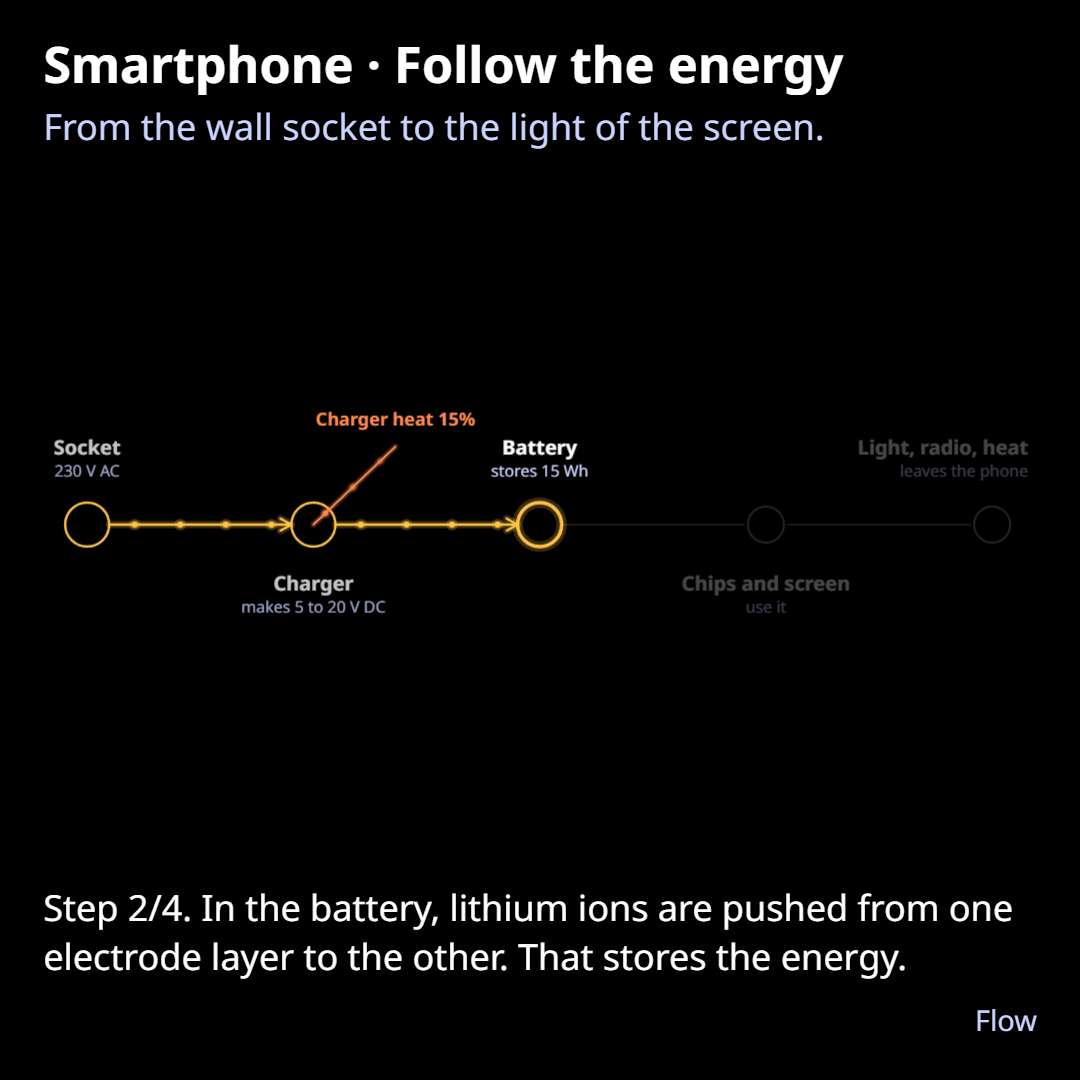 Smartphone · Follow the energy
From the wall socket to the light of the screen.
Charger heat 15%
Socket
230 V AC
Battery
stores 15 Wh
Light, radio, heat
leaves the phone
Charger
makes 5 to 20 V DC
Chips and screen
use it
Step 2/4. In the battery, lithium ions are pushed from one
electrode layer to the other. That stores the energy.
Flow